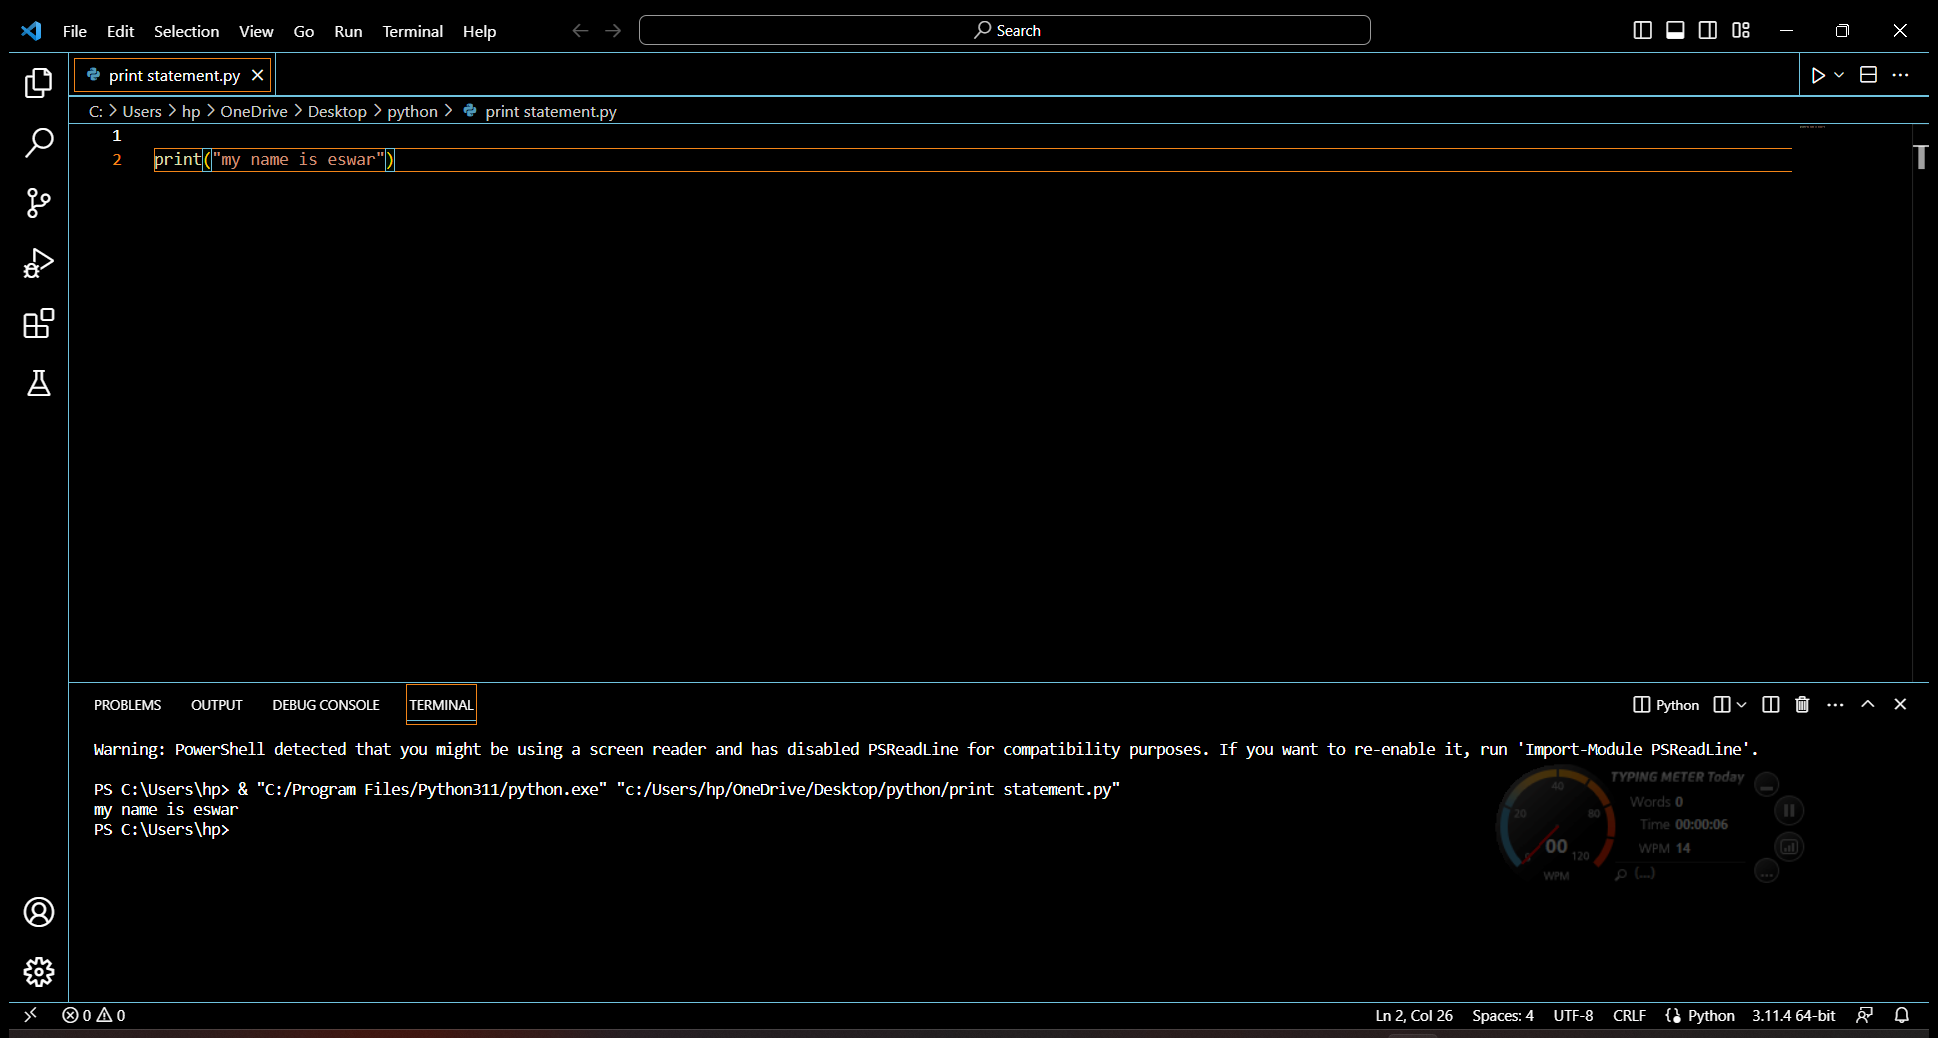 File Edit Selection View Go Run Terminal Help
Search
print statement.py
C: > Users > hp > OneDrive > Desktop > python > print statement.py
1
2 print("my name is eswar")
PROBLEMS OUTPUT DEBUG CONSOLE TERMINAL
Python
Warning: PowerShell detected that you might be using a screen reader and has disabled PSReadLine for compatibility purposes. If you want to re-enable it, run 'Import-Module PSReadLine'.
PS C:\Users\hp> & "C:/Program Files/Python311/python.exe" "c:/Users/hp/OneDrive/Desktop/python/print statement.py"
my name is eswar
PS C:\Users\hp>
TYPING METER Today
Words 0
Time 00:00:06
WPM 14
(...)
0 20 40 80 120
00
WPM
0 0
Ln 2, Col 26 Spaces: 4 UTF-8 CRLF {} Python 3.11.4 64-bit